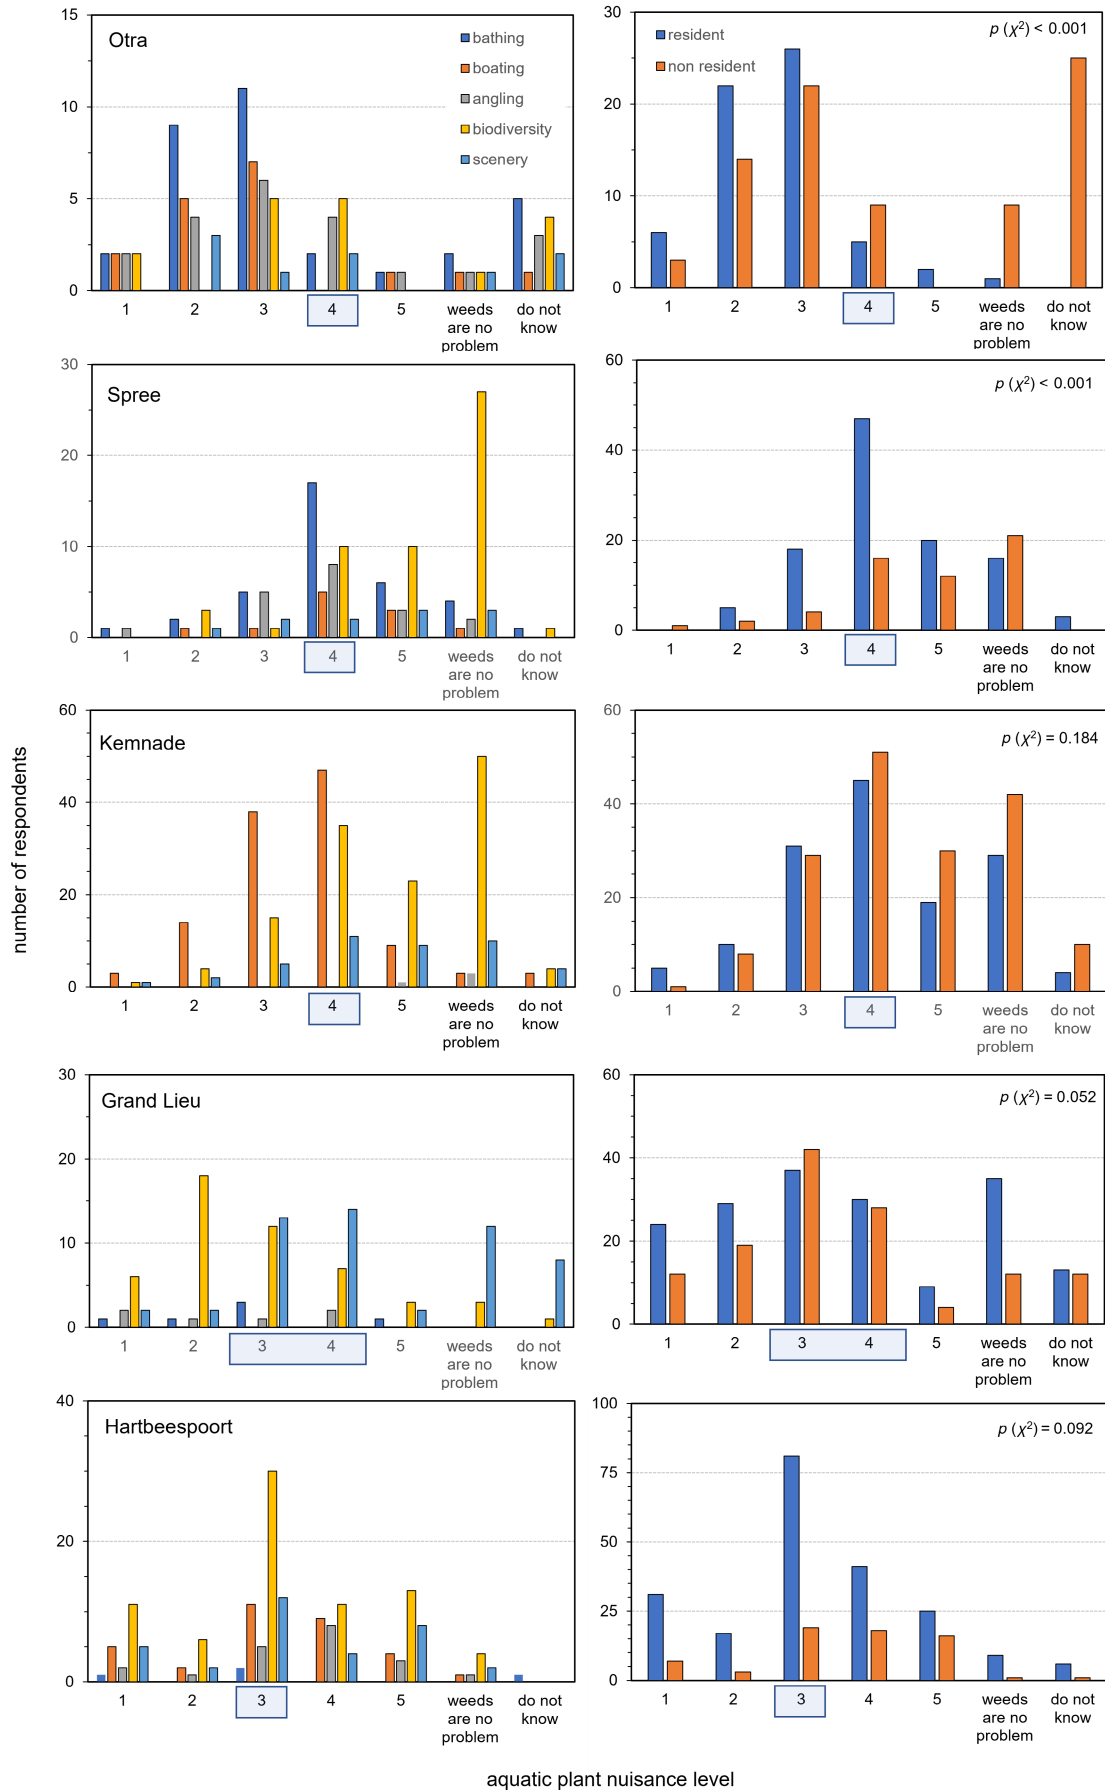 15
10
5
0
Otra
bathing
boating
angling
biodiversity
scenery
1 2 3 4 5 weeds do not
are no know
problem
30
20
10
0
resident
non resident
p (χ²) < 0.001
1 2 3 4 5 weeds do not
are no know
problem
30
20
10
0
Spree
1 2 3 4 5 weeds do not
are no know
problem
60
40
20
0
p (χ²) < 0.001
1 2 3 4 5 weeds do not
are no know
problem
number of respondents
60
40
20
0
Kemnade
1 2 3 4 5 weeds do not
are no know
problem
60
40
20
0
p (χ²) = 0.184
1 2 3 4 5 weeds do not
are no know
problem
30
20
10
0
Grand Lieu
1 2 3 4 5 weeds do not
are no know
problem
60
40
20
0
p (χ²) = 0.052
1 2 3 4 5 weeds do not
are no know
problem
40
20
0
Hartbeespoort
1 2 3 4 5 weeds do not
are no know
problem
100
75
50
25
0
p (χ²) = 0.092
1 2 3 4 5 weeds do not
are no know
problem
aquatic plant nuisance level